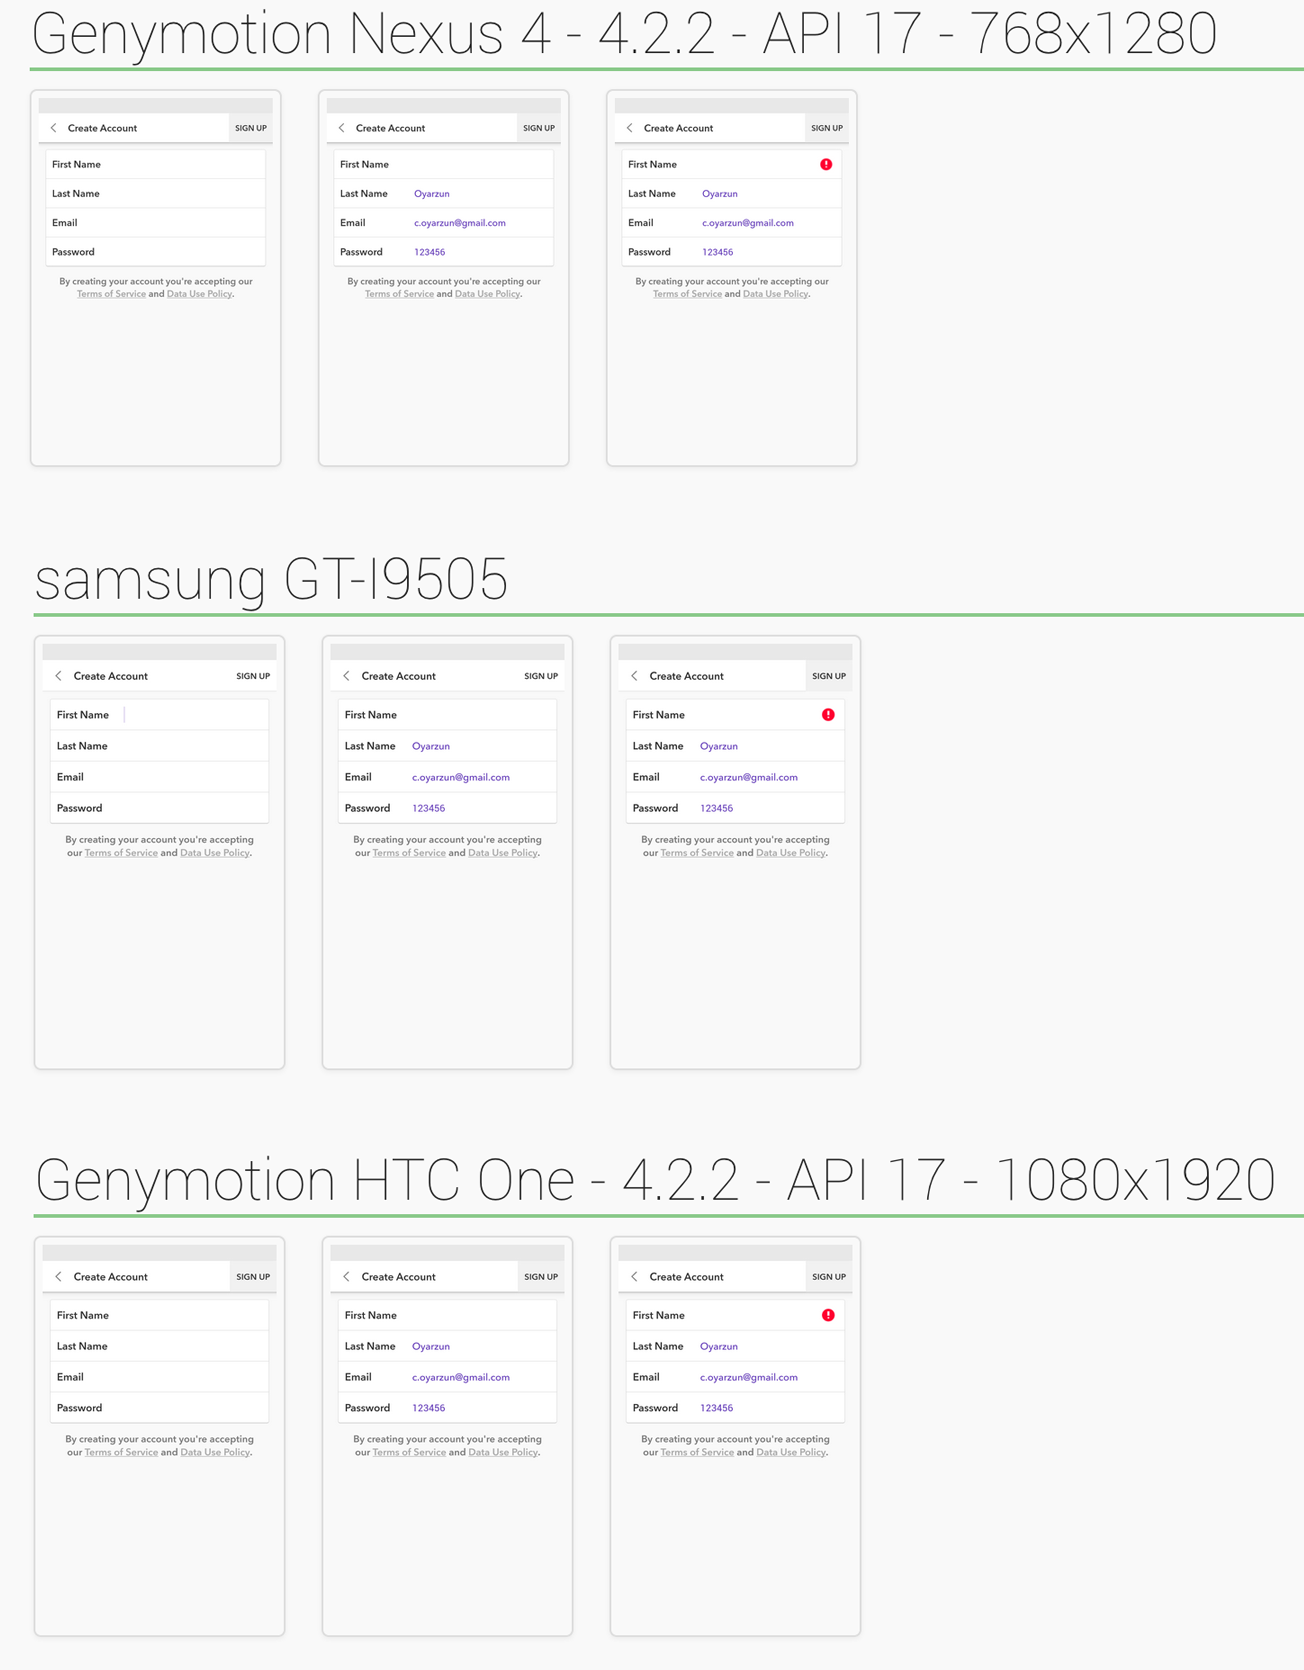 Genymotion Nexus 4 - 4.2.2 - API 17 - 768x1280
Create Account SIGN UP
First Name
Last Name
Email
Password
By creating your account you're accepting our
Terms of Service and Data Use Policy.
Create Account SIGN UP
First Name
Last Name Oyarzun
Email c.oyarzun@gmail.com
Password 123456
By creating your account you're accepting our
Terms of Service and Data Use Policy.
Create Account SIGN UP
First Name
Last Name Oyarzun
Email c.oyarzun@gmail.com
Password 123456
By creating your account you're accepting our
Terms of Service and Data Use Policy.
samsung GT-I9505
Create Account SIGN UP
First Name
Last Name
Email
Password
By creating your account you're accepting
our Terms of Service and Data Use Policy.
Create Account SIGN UP
First Name
Last Name Oyarzun
Email c.oyarzun@gmail.com
Password 123456
By creating your account you're accepting
our Terms of Service and Data Use Policy.
Create Account SIGN UP
First Name
Last Name Oyarzun
Email c.oyarzun@gmail.com
Password 123456
By creating your account you're accepting
our Terms of Service and Data Use Policy.
Genymotion HTC One - 4.2.2 - API 17 - 1080x1920
Create Account SIGN UP
First Name
Last Name
Email
Password
By creating your account you're accepting
our Terms of Service and Data Use Policy.
Create Account SIGN UP
First Name
Last Name Oyarzun
Email c.oyarzun@gmail.com
Password 123456
By creating your account you're accepting
our Terms of Service and Data Use Policy.
Create Account SIGN UP
First Name
Last Name Oyarzun
Email c.oyarzun@gmail.com
Password 123456
By creating your account you're accepting
our Terms of Service and Data Use Policy.